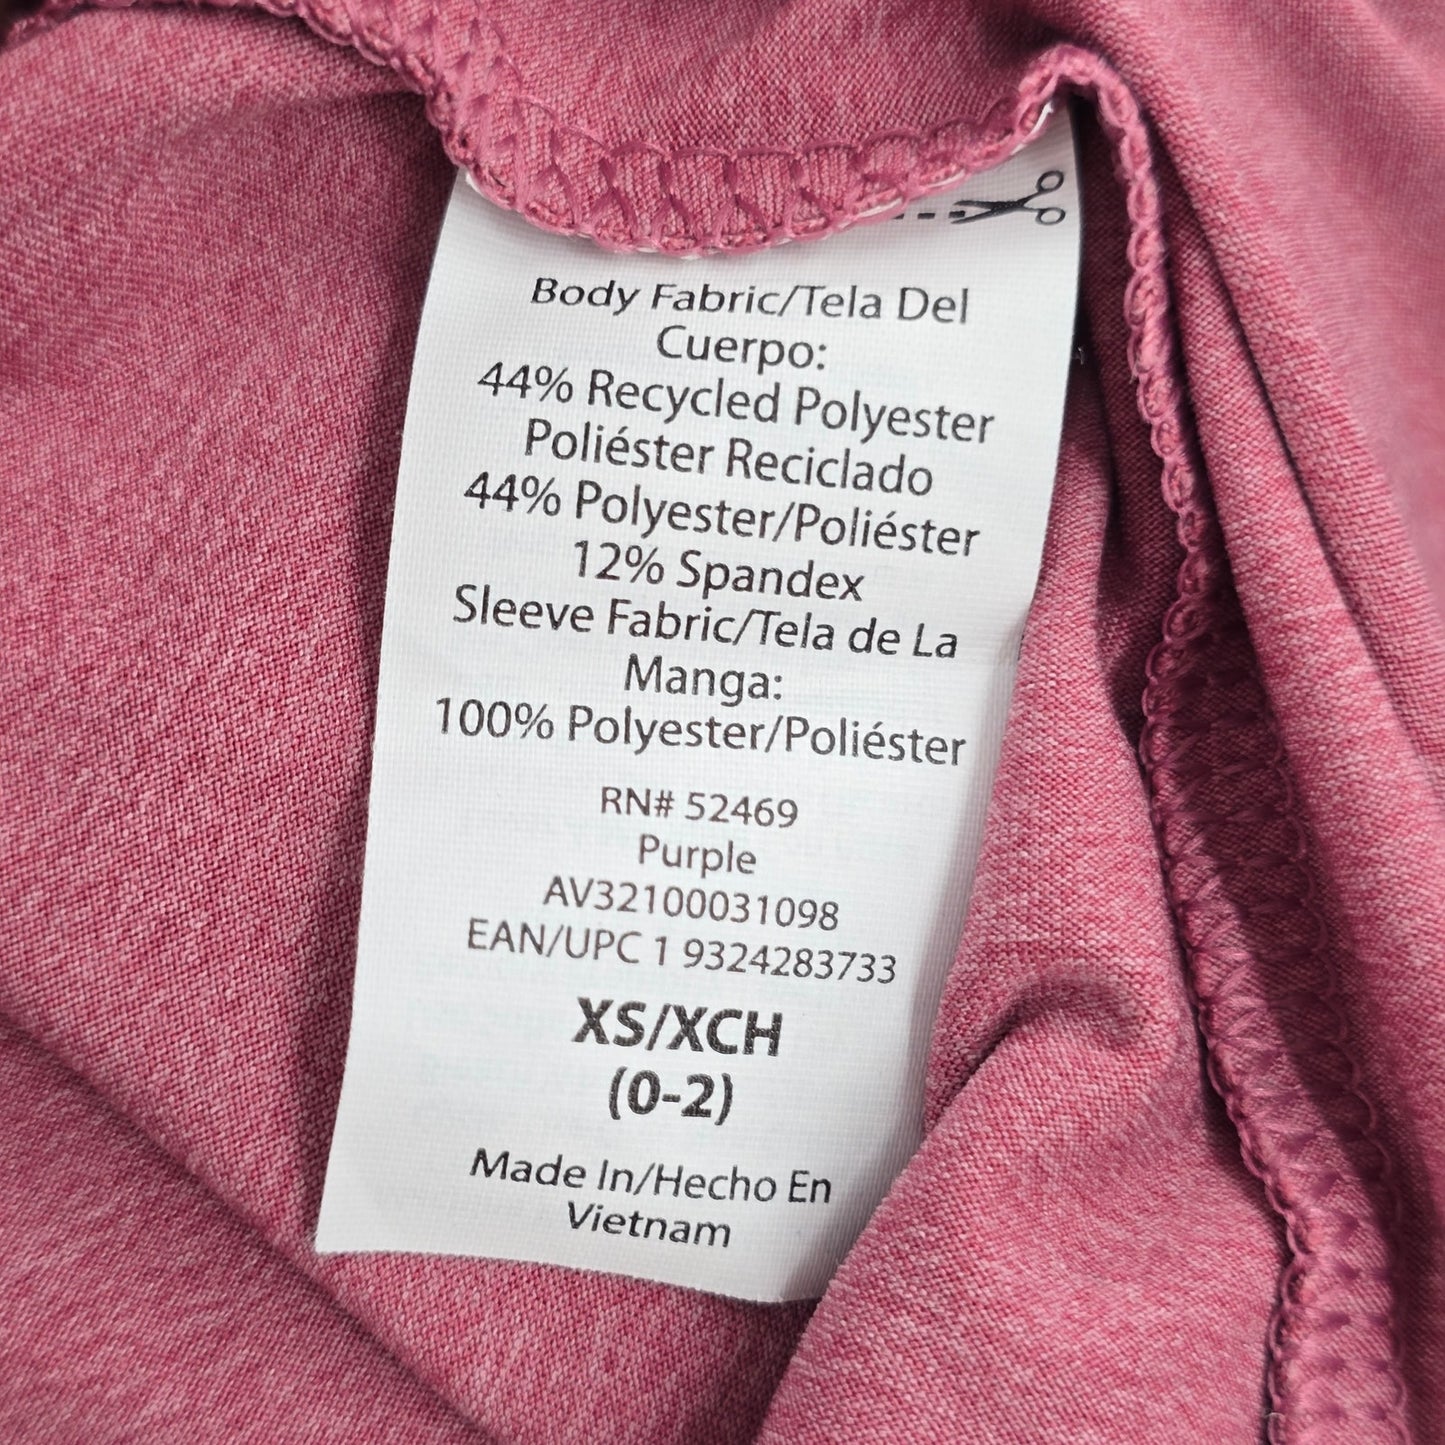 Body Fabric/Tela Del
Cuerpo:
44% Recycled Polyester
Poliéster Reciclado
44% Polyester/Poliéster
12% Spandex
Sleeve Fabric/Tela de La
Manga:
100% Polyester/Poliéster
RN# 52469
Purple
AV32100031098
EAN/UPC 1 9324283733
XS/XCH
(0-2)
Made In/Hecho En
Vietnam